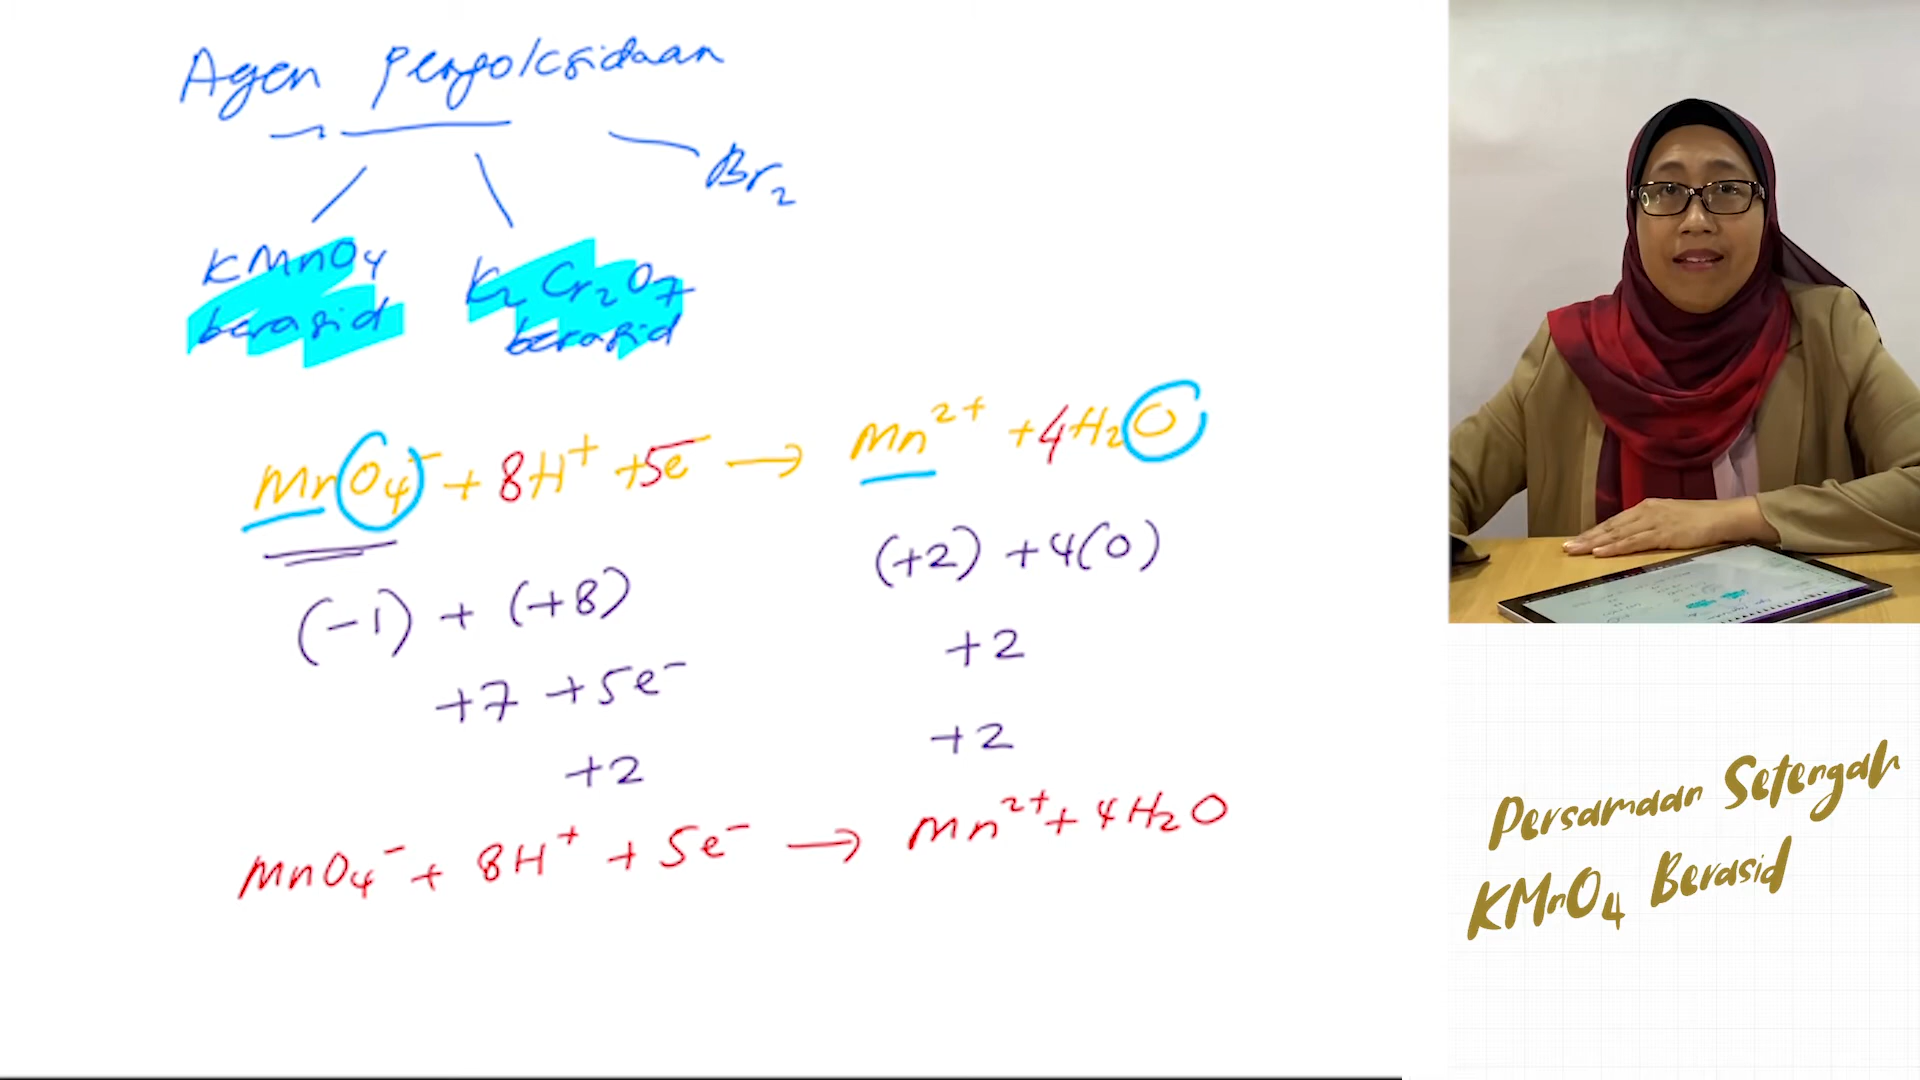 Agen Pengoksidaan
Br₂
KMnO₄ K₂Cr₂O₇
berasid berasid
MnO₄⁻ + 8H⁺ + 5e⁻ → Mn²⁺ + 4H₂O
(-1) + (+8) (+2) + 4(0)
+7 + 5e⁻ +2
+2 +2
MnO₄⁻ + 8H⁺ + 5e⁻ → Mn²⁺ + 4H₂O
Persamaan Setengah
KMnO₄ Berasid